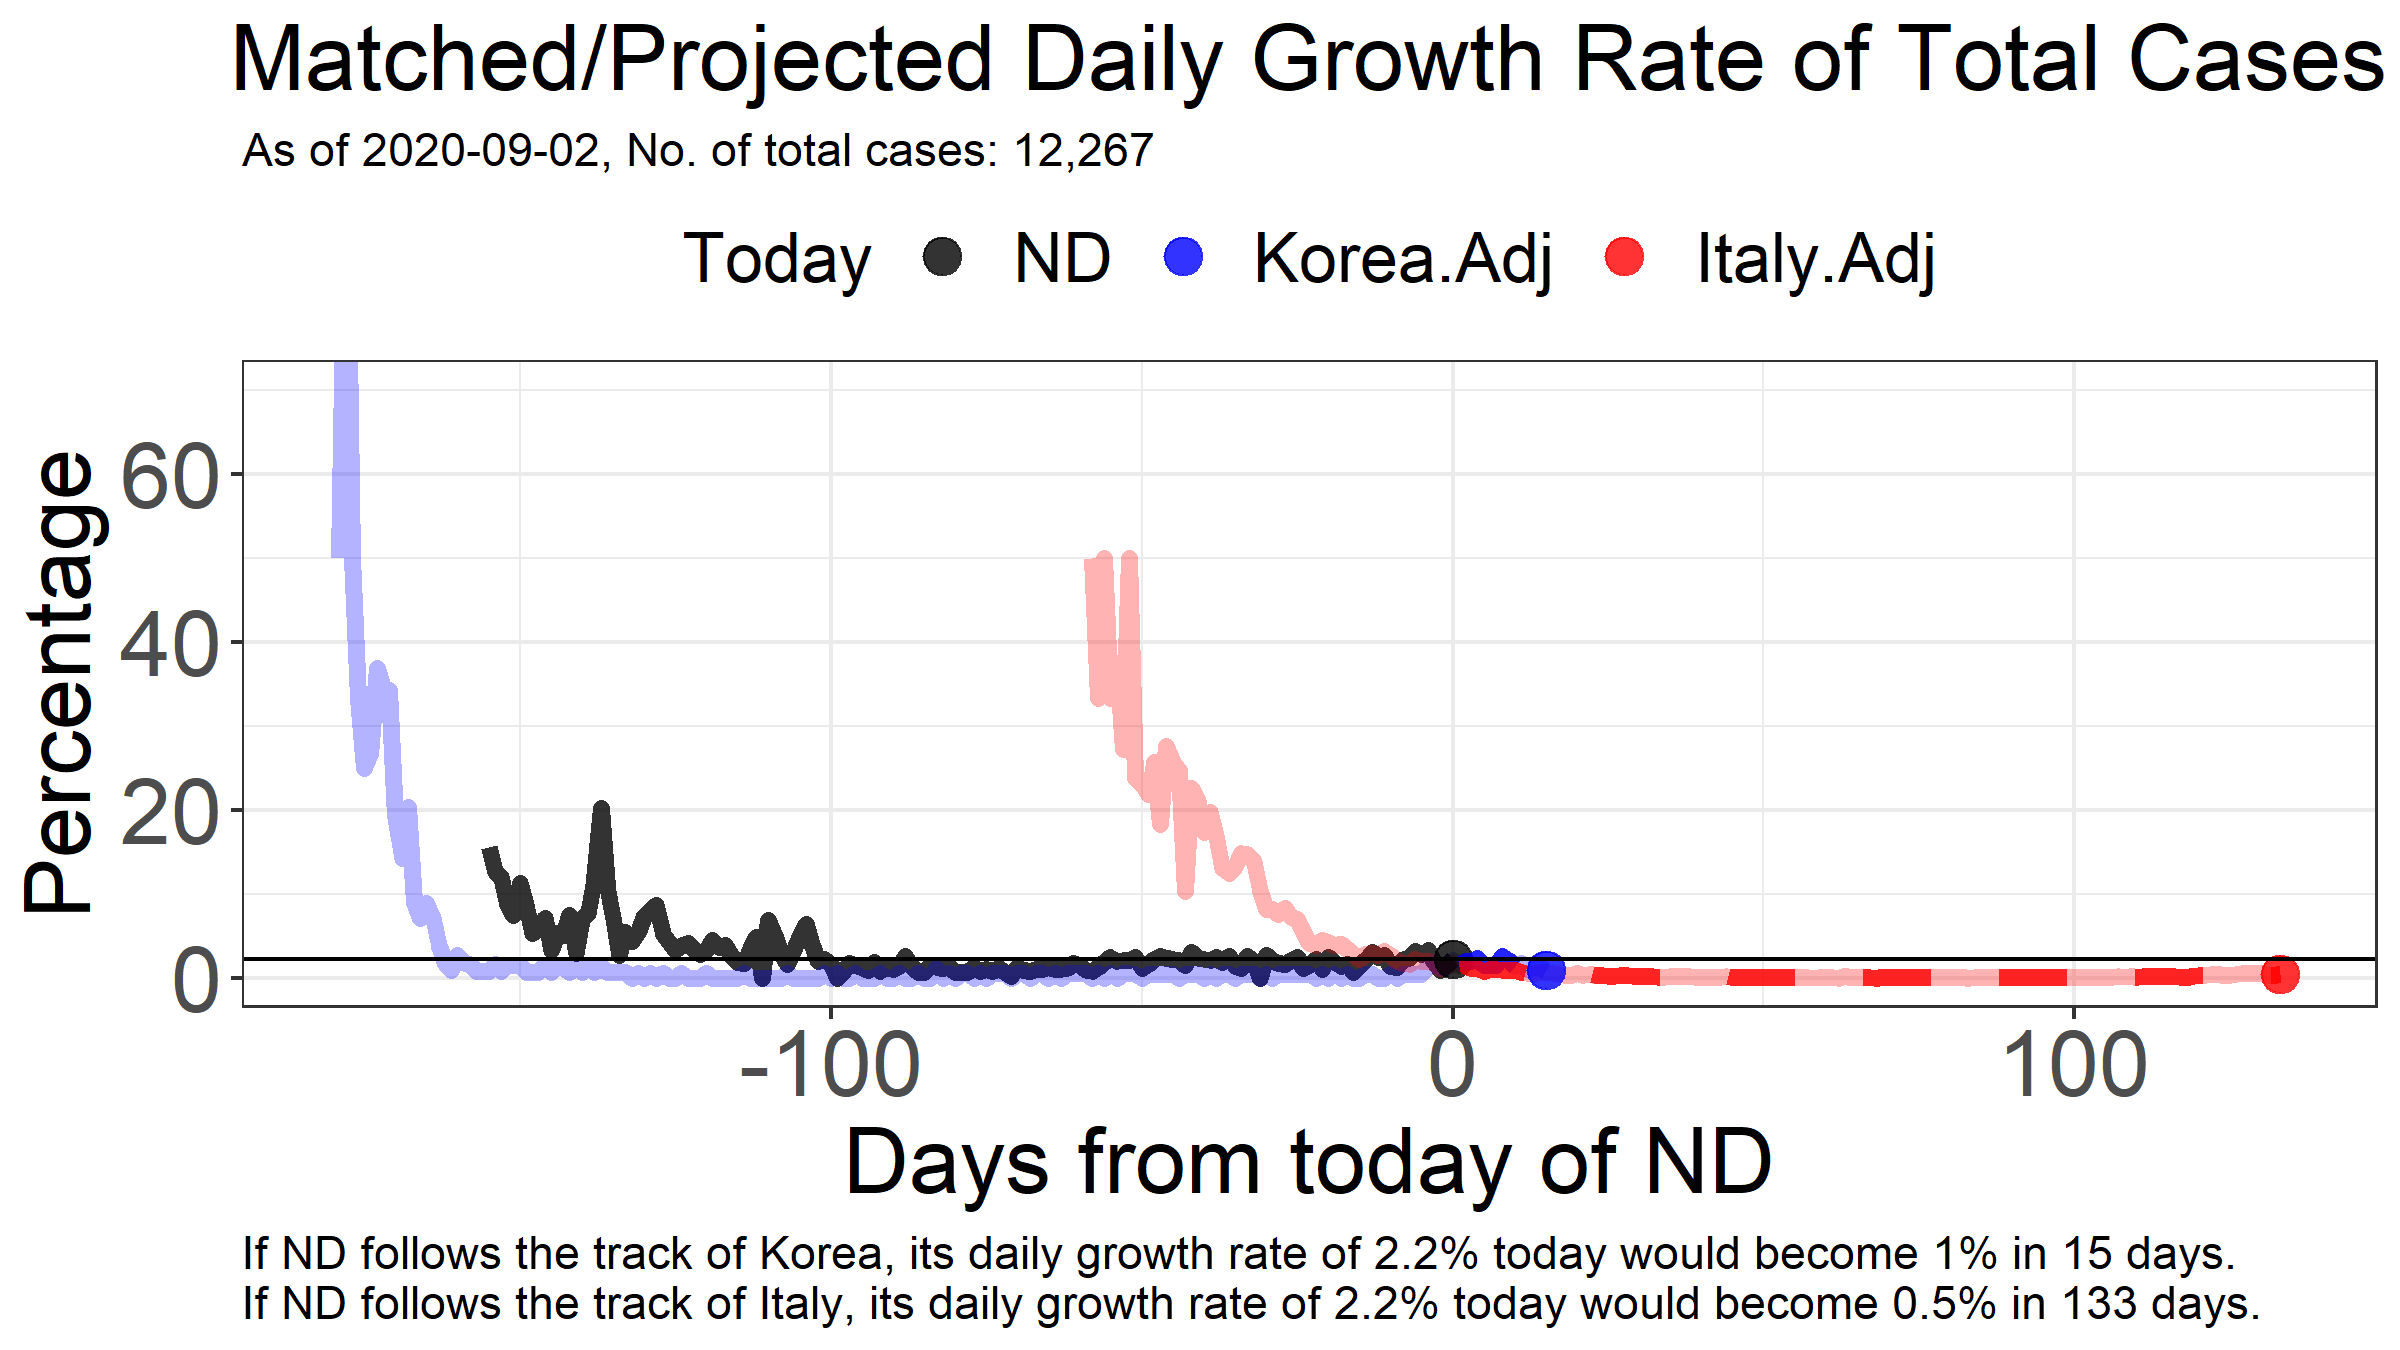 Matched/Projected Daily Growth Rate of Total Cases
As of 2020-09-02, No. of total cases: 12,267
Today ND Korea.Adj Italy.Adj
Percentage
60
40
20
0
-100 0 100
Days from today of ND
If ND follows the track of Korea, its daily growth rate of 2.2% today would become 1% in 15 days.
If ND follows the track of Italy, its daily growth rate of 2.2% today would become 0.5% in 133 days.